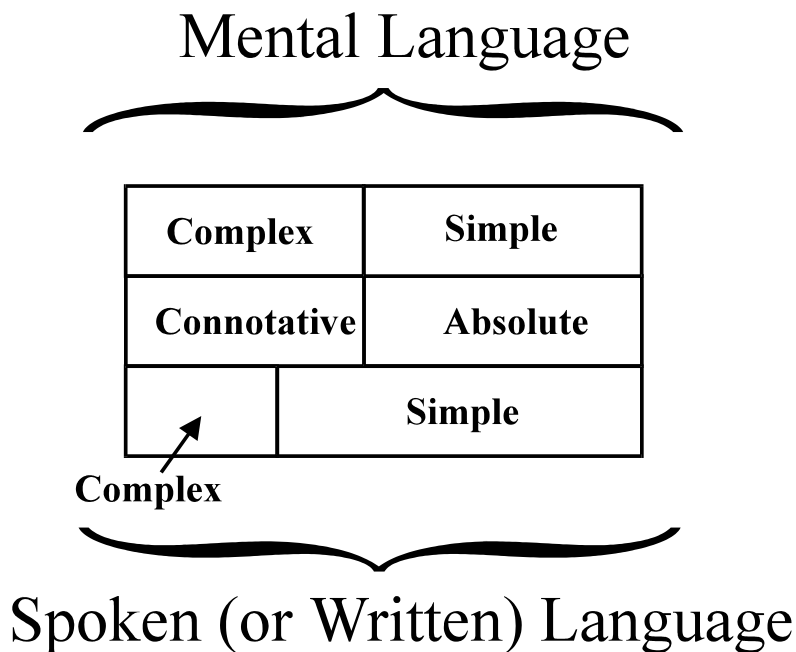 Mental Language
Complex Simple
Connotative Absolute
Simple
Complex
Spoken (or Written) Language